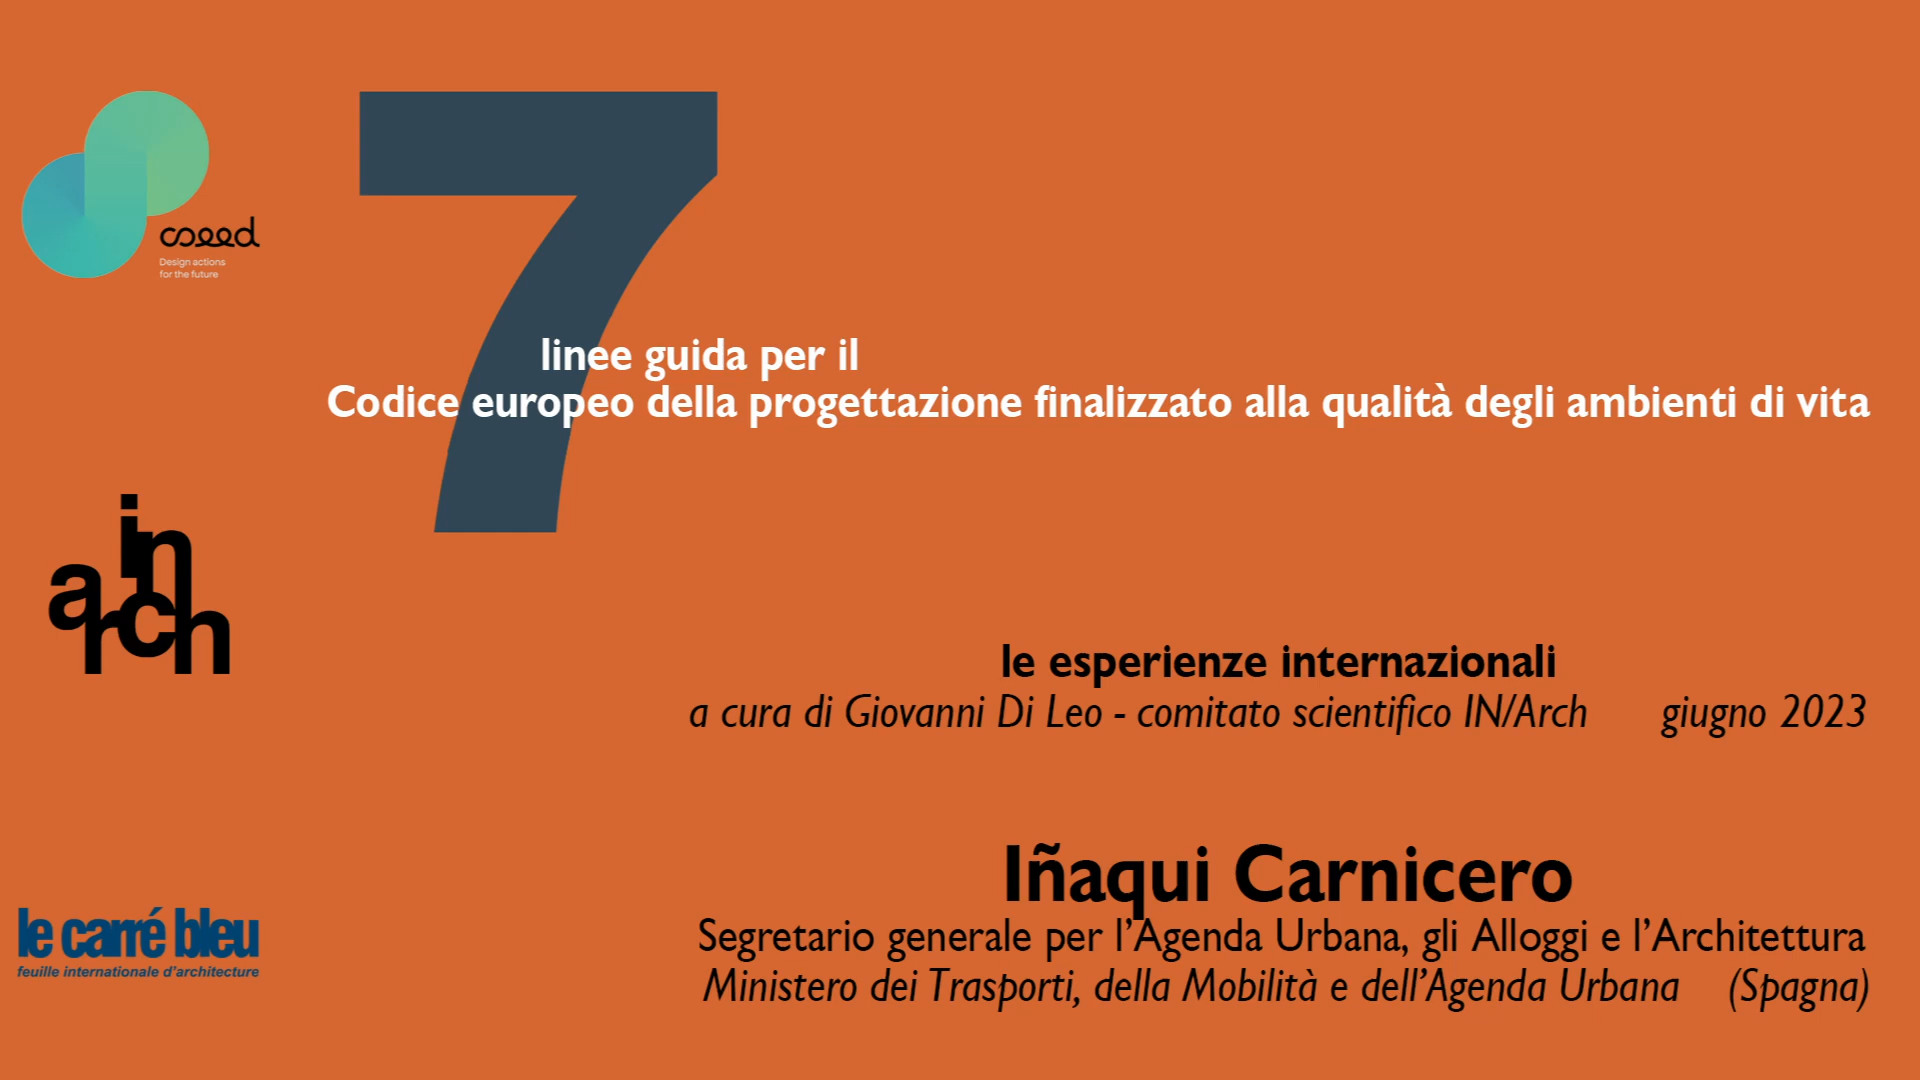 7
linee guida per il
Codice europeo della progettazione finalizzato alla qualità degli ambienti di vita
cseed
Design actions
for the future
in
arch
le esperienze internazionali
a cura di Giovanni Di Leo - comitato scientifico IN/Arch giugno 2023
Iñaqui Carnicero
Segretario generale per l'Agenda Urbana, gli Alloggi e l'Architettura
Ministero dei Trasporti, della Mobilità e dell'Agenda Urbana (Spagna)
le carré bleu
feuille internationale d'architecture